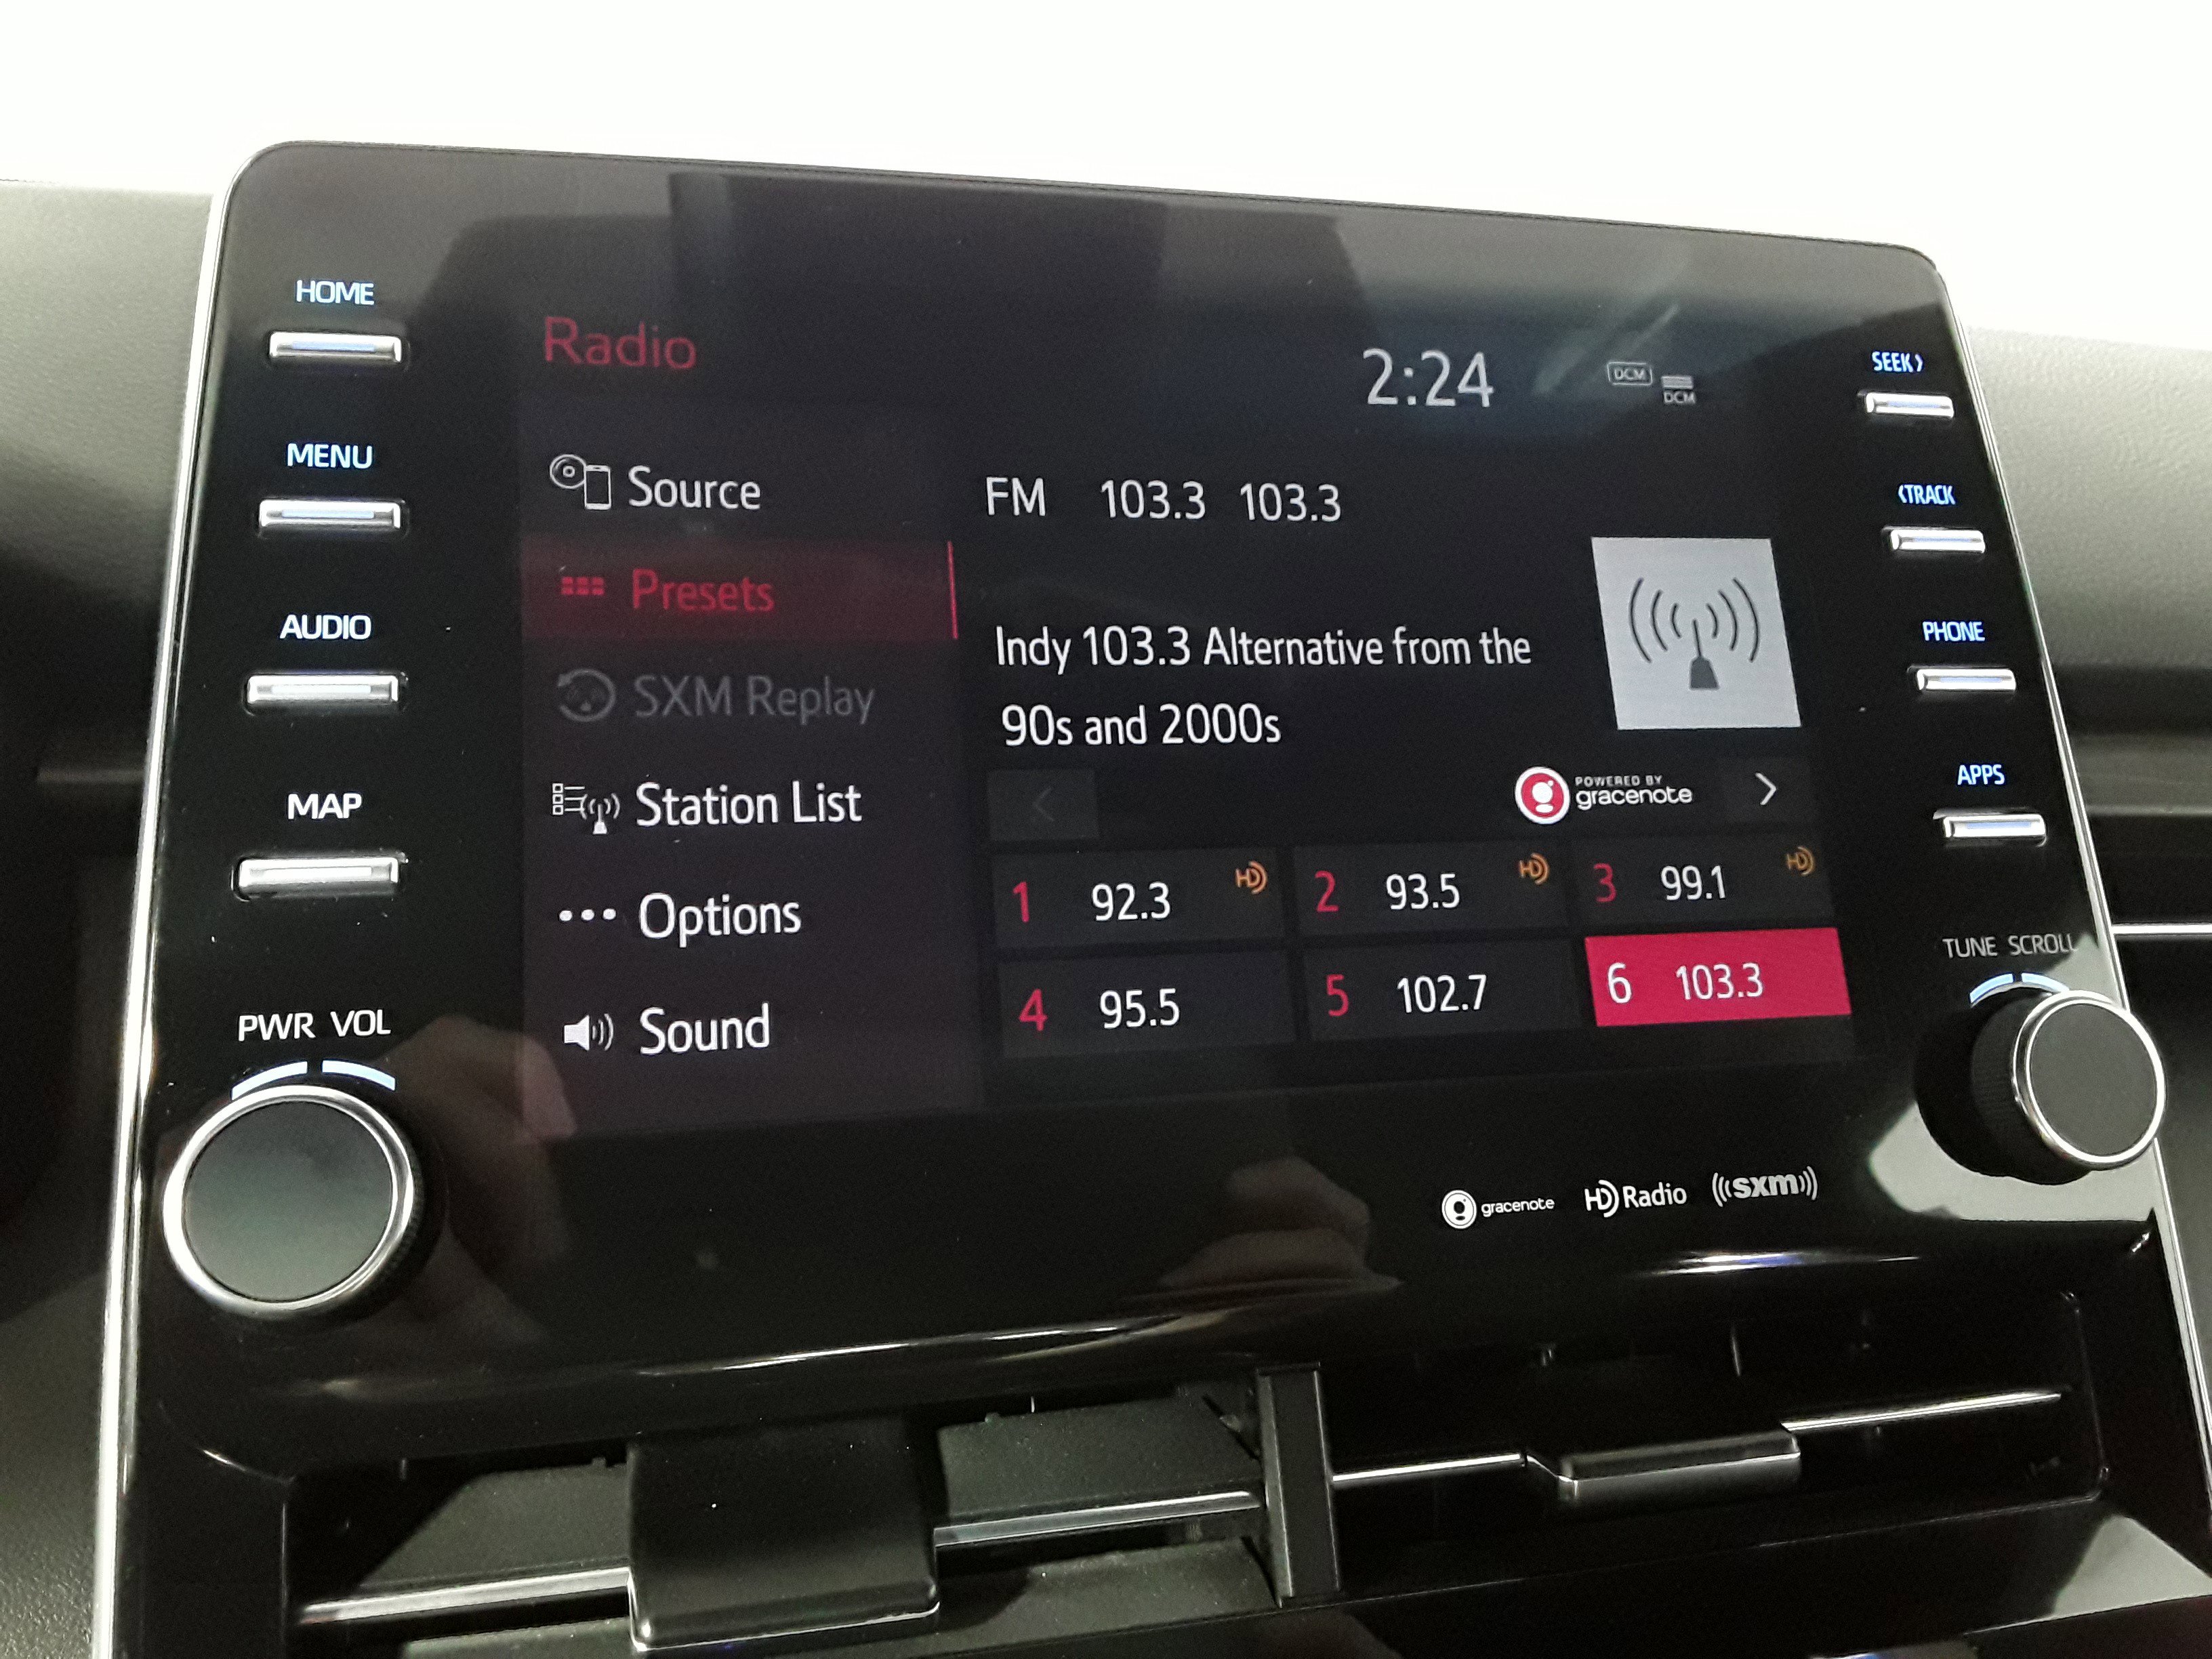 HOME
MENU
AUDIO
MAP
PWR VOL
Radio
2:24
DCM
DCM
Source
Presets
SXM Replay
Station List
Options
Sound
FM 103.3 103.3
Indy 103.3 Alternative from the
90s and 2000s
<
POWERED BY
gracenote
>
1 92.3 HD
2 93.5 HD
3 99.1 HD
4 95.5
5 102.7
6 103.3
SEEK>
<TRACK
PHONE
APPS
TUNE SCROLL
gracenote
HD Radio
((sxm))